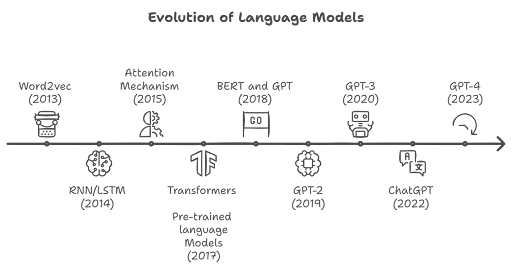 Evolution of Language Models
Word2vec
(2013)
RNN/LSTM
(2014)
Attention
Mechanism
(2015)
Transformers
Pre-trained
language
Models
(2017)
BERT and GPT
(2018)
GO
GPT-2
(2019)
GPT-3
(2020)
ChatGPT
(2022)
A
文
GPT-4
(2023)